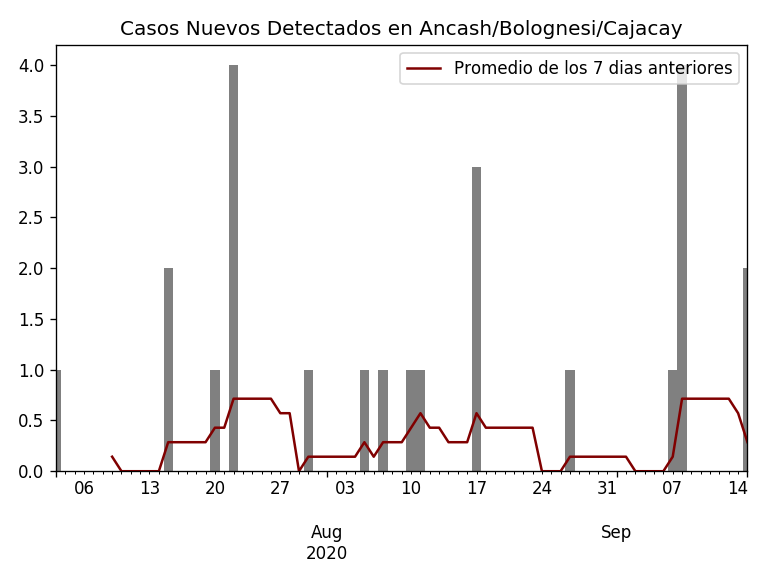 Casos Nuevos Detectados en Ancash/Bolognesi/Cajacay
Promedio de los 7 dias anteriores
4.0
3.5
3.0
2.5
2.0
1.5
1.0
0.5
0.0
06 13 20 27 03 10 17 24 31 07 14
Aug Sep
2020